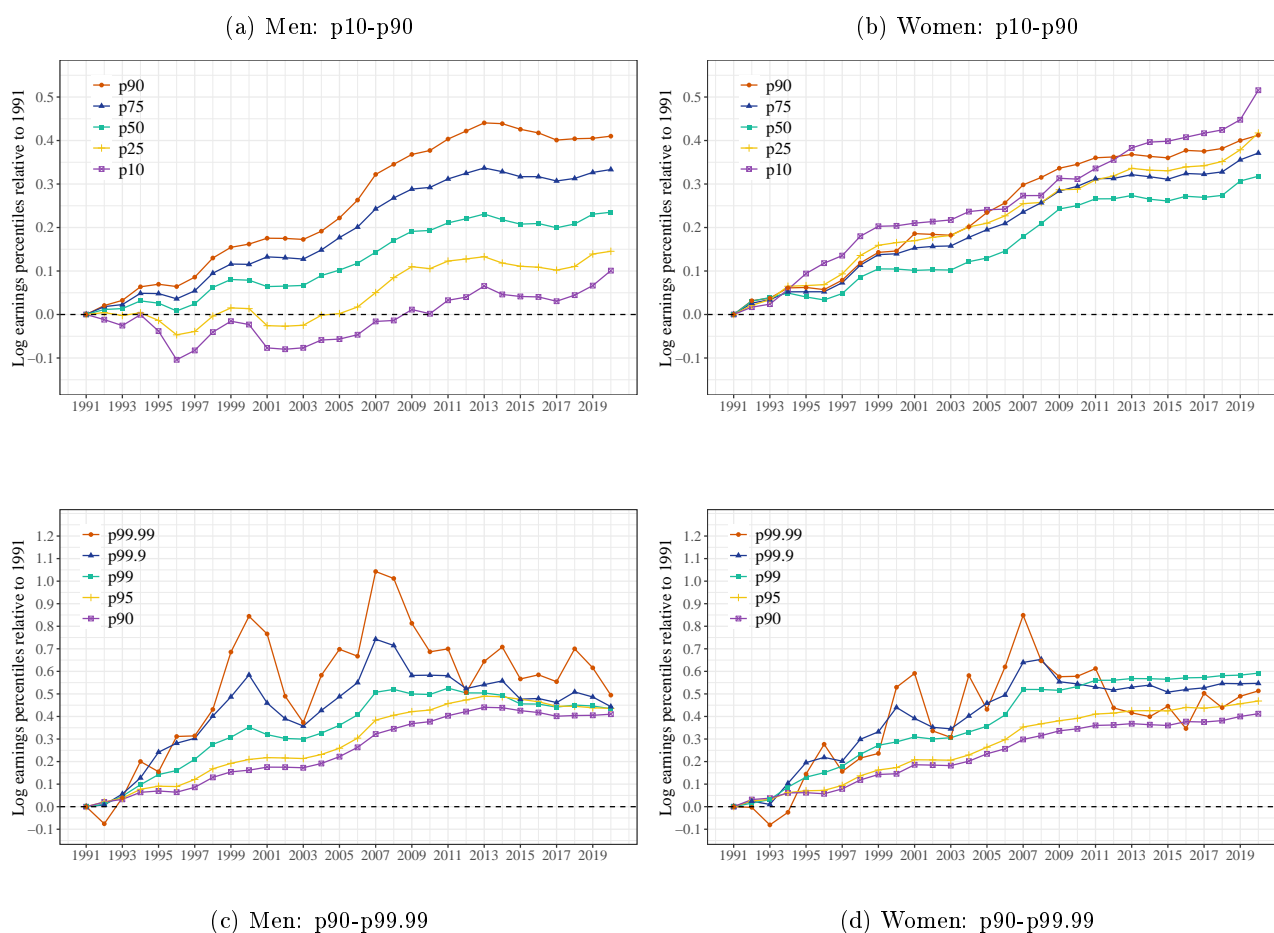 (a) Men: p10-p90
(b) Women: p10-p90
Log earnings percentiles relative to 1991
0.5
0.4
0.3
0.2
0.1
0.0
−0.1
p90
p75
p50
p25
p10
1991 1993 1995 1997 1999 2001 2003 2005 2007 2009 2011 2013 2015 2017 2019
Log earnings percentiles relative to 1991
0.5
0.4
0.3
0.2
0.1
0.0
−0.1
p90
p75
p50
p25
p10
1991 1993 1995 1997 1999 2001 2003 2005 2007 2009 2011 2013 2015 2017 2019
Log earnings percentiles relative to 1991
1.2
1.1
1.0
0.9
0.8
0.7
0.6
0.5
0.4
0.3
0.2
0.1
0.0
−0.1
p99.99
p99.9
p99
p95
p90
1991 1993 1995 1997 1999 2001 2003 2005 2007 2009 2011 2013 2015 2017 2019
Log earnings percentiles relative to 1991
1.2
1.1
1.0
0.9
0.8
0.7
0.6
0.5
0.4
0.3
0.2
0.1
0.0
−0.1
p99.99
p99.9
p99
p95
p90
1991 1993 1995 1997 1999 2001 2003 2005 2007 2009 2011 2013 2015 2017 2019
(c) Men: p90-p99.99
(d) Women: p90-p99.99